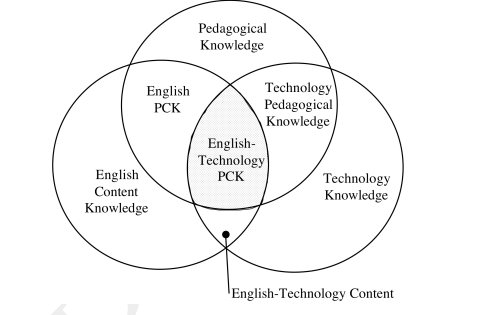 Pedagogical
Knowledge
English
PCK
Technology
Pedagogical
Knowledge
English-
Technology
PCK
English
Content
Knowledge
Technology
Knowledge
English-Technology Content